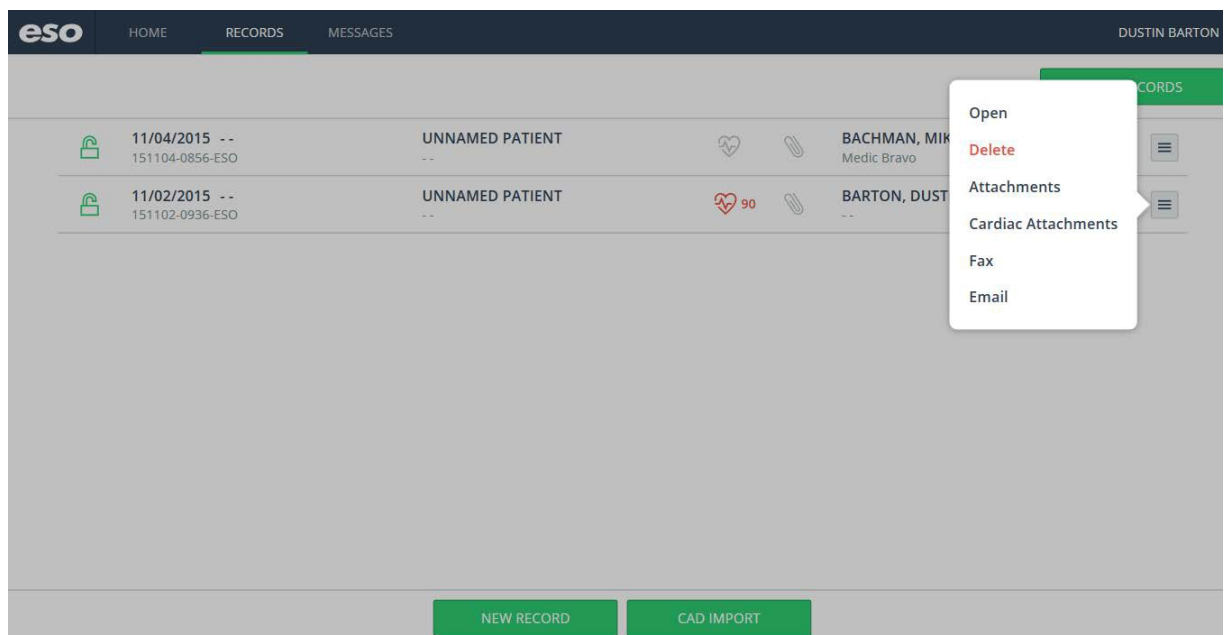 eso HOME RECORDS MESSAGES DUSTIN BARTON
CORDS
11/04/2015 - - UNNAMED PATIENT BACHMAN, MIK
151104-0856-ESO - - Medic Bravo
11/02/2015 - - UNNAMED PATIENT 90 BARTON, DUST
151102-0936-ESO - - - -
Open
Delete
Attachments
Cardiac Attachments
Fax
Email
NEW RECORD CAD IMPORT